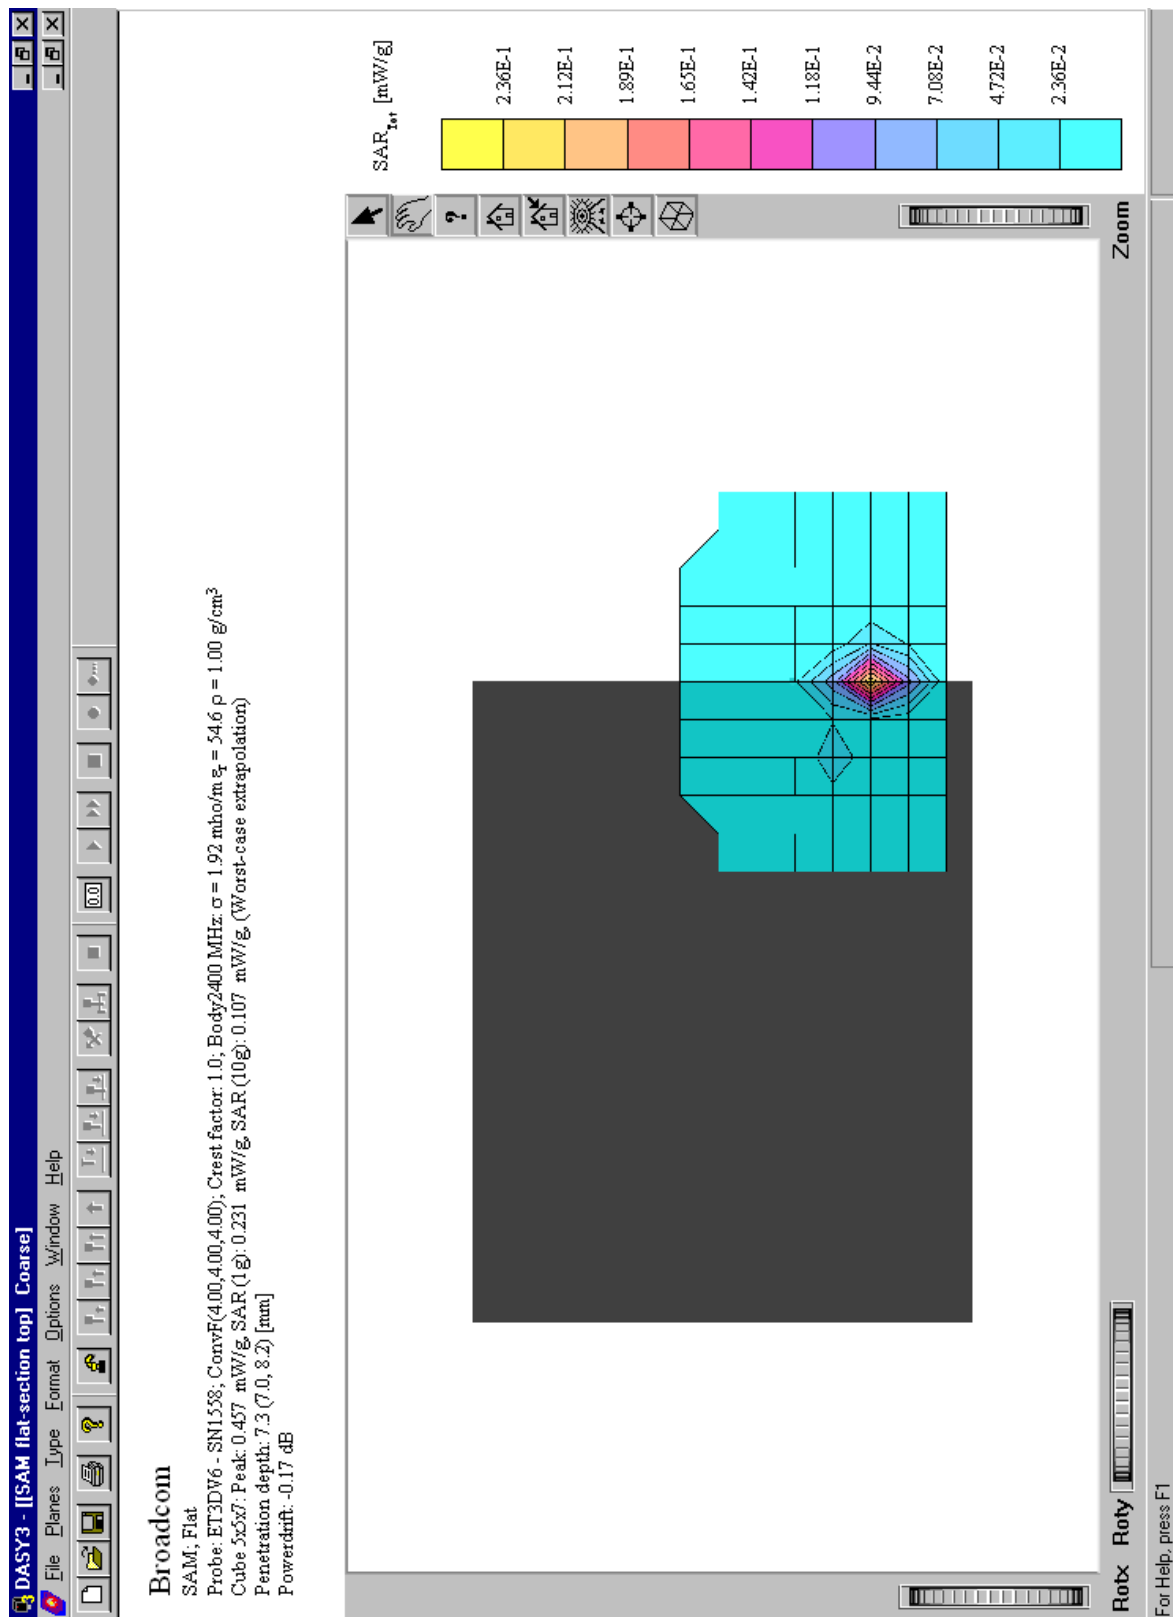 DASY3 - [[SAM flat-section top]  Coarse]
File Planes Type Format Options Window Help
0.0
Broadcom
SAM; Flat
Probe: ET3DV6 - SN1558; ConvF(4.00,4.00,4.00); Crest factor: 1.0; Body2400 MHz: σ = 1.92 mho/m εr = 54.6 ρ = 1.00 g/cm³
Cube 5x5x7: Peak: 0.457 mW/g, SAR (1g): 0.231 mW/g, SAR (10g): 0.107 mW/g, (Worst-case extrapolation)
Penetration depth: 7.3 (7.0, 8.2) [mm]
Powerdrift: -0.17 dB
SARTot [mW/g]
2.36E-1
2.12E-1
1.89E-1
1.65E-1
1.42E-1
1.18E-1
9.44E-2
7.08E-2
4.72E-2
2.36E-2
Rotx Roty Zoom
For Help, press F1